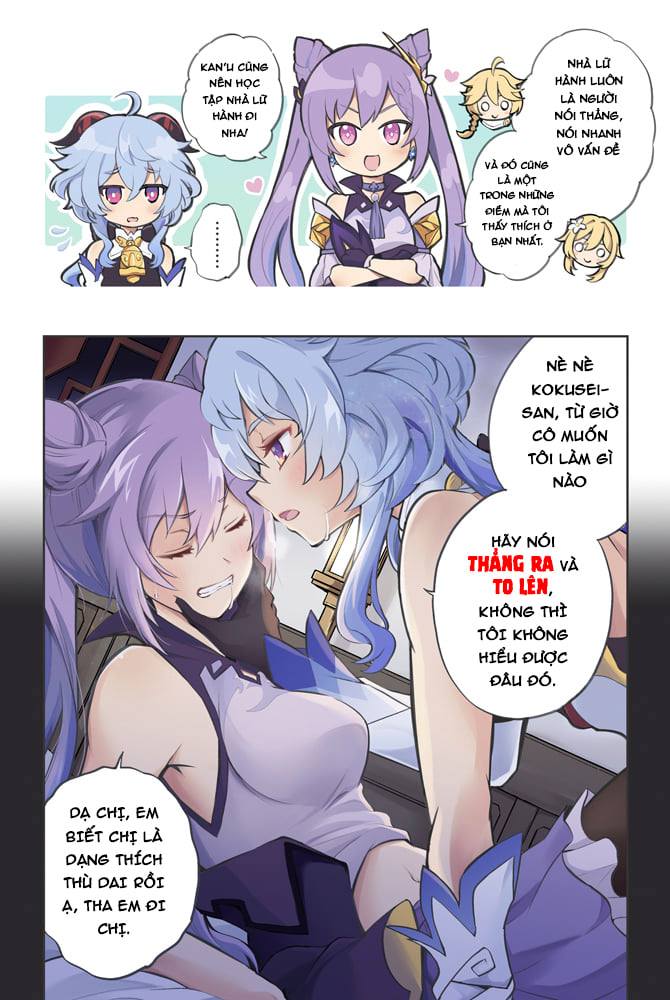 NHÀ LỮ
HÀNH LUÔN
LÀ NGƯỜI
NÓI THẲNG,
NÓI NHANH
VÔ VẤN ĐỀ
VÀ ĐÓ CŨNG
LÀ MỘT
TRONG NHỮNG
ĐIỂM MÀ TÔI
THẤY THÍCH Ở
BẠN NHẤT.
KAN'U CŨNG
NÊN HỌC
TẬP NHÀ LỮ
HÀNH ĐI
NHA!
.......
NÈ NÈ
KOKUSEI-
SAN, TỪ GIỜ
CÔ MUỐN
TÔI LÀM GÌ
NÀO
HÃY NÓI
THẲNG RA VÀ
TO LÊN,
KHÔNG THÌ
TÔI KHÔNG
HIỂU ĐƯỢC
ĐÂU ĐÓ.
DẠ CHỊ, EM
BIẾT CHỊ LÀ
DẠNG THÍCH
THÙ DAI RỒI
Ạ, THA EM ĐI
CHỊ.